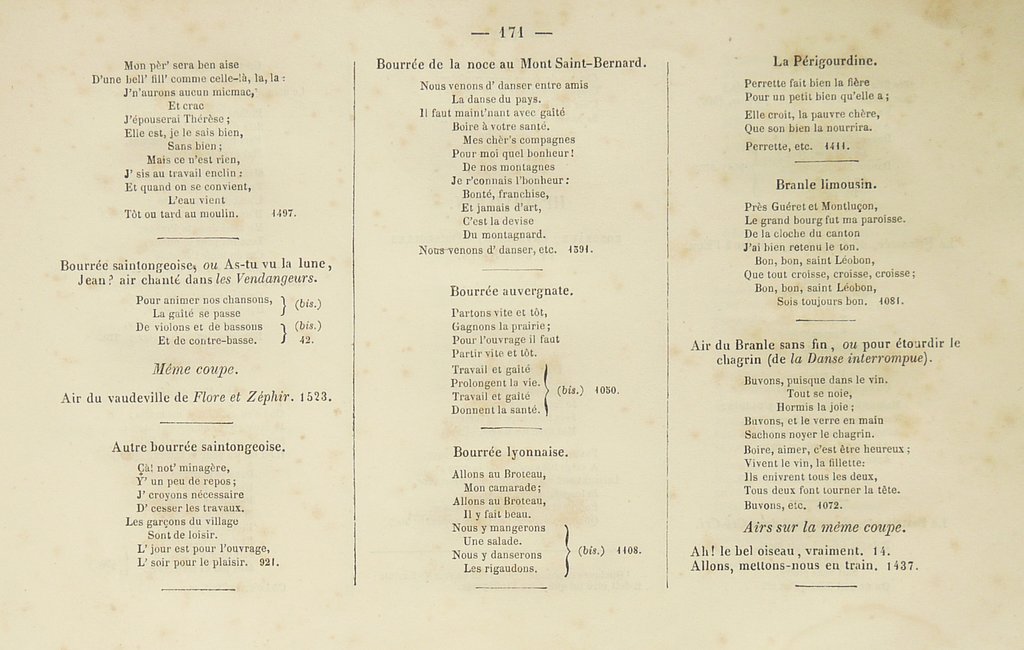 — 171 —
Mon pèr' sera ben aise
D'une bell' fill' comme celle-là, la, la :
J'n'aurons aucun micmac,
Et crac
J'épouserai Thérèse ;
Elle est, je le sais bien,
Sans bien ;
Mais ce n'est rien,
J' sis au travail enclin :
Et quand on se convient,
L'eau vient
Tôt ou tard au moulin. 1497.
Bourrée saintongeoise, ou As-tu vu la lune,
Jean? air chanté dans les Vendangeurs.
Pour animer nos chansons, } (bis.)
La gaîté se passe
De violons et de bassons } (bis.)
Et de contre-basse. 42.
Même coupe.
Air du vaudeville de Flore et Zéphir. 1523.
Autre bourrée saintongeoise.
Çà! not' minagère,
Y' un peu de repos ;
J' croyons nécessaire
D' cesser les travaux.
Les garçons du village
Sont de loisir.
L' jour est pour l'ouvrage,
L' soir pour le plaisir. 921.
Bourrée de la noce au Mont Saint-Bernard.
Nous venons d' danser entre amis
La danse du pays.
Il faut maint'nant avec gaîté
Boire à votre santé.
Mes chèr's compagnes
Pour moi quel bonheur !
De nos montagnes
Je r'connais l'bonheur :
Bonté, franchise,
Et jamais d'art,
C'est la devise
Du montagnard.
Nous venons d' danser, etc. 1391.
Bourrée auvergnate.
Partons vite et tôt,
Gagnons la prairie ;
Pour l'ouvrage il faut
Partir vite et tôt.
Travail et gaîté
Prolongent la vie. } (bis.) 1050.
Travail et gaîté
Donnent la santé.
Bourrée lyonnaise.
Allons au Broteau,
Mon camarade ;
Allons au Broteau,
Il y fait beau.
Nous y mangerons
Une salade. } (bis.) 1108.
Nous y danserons
Les rigaudons.
La Périgourdine.
Perrette fait bien la fière
Pour un petit bien qu'elle a ;
Elle croit, la pauvre chère,
Que son bien la nourrira.
Perrette, etc. 1411.
Branle limousin.
Près Guéret et Montluçon,
Le grand bourg fut ma paroisse.
De la cloche du canton
J'ai bien retenu le ton.
Bon, bon, saint Léobon,
Que tout croisse, croisse, croisse ;
Bon, bon, saint Léobon,
Sois toujours bon. 1081.
Air du Branle sans fin, ou pour étourdir le
chagrin (de la Danse interrompue).
Buvons, puisque dans le vin.
Tout se noie,
Hormis la joie ;
Buvons, et le verre en main
Sachons noyer le chagrin.
Boire, aimer, c'est être heureux ;
Vivent le vin, la fillette:
Ils enivrent tous les deux,
Tous deux font tourner la tête.
Buvons, etc. 1072.
Airs sur la même coupe.
Ah! le bel oiseau, vraiment. 14.
Allons, mettons-nous en train. 1437.